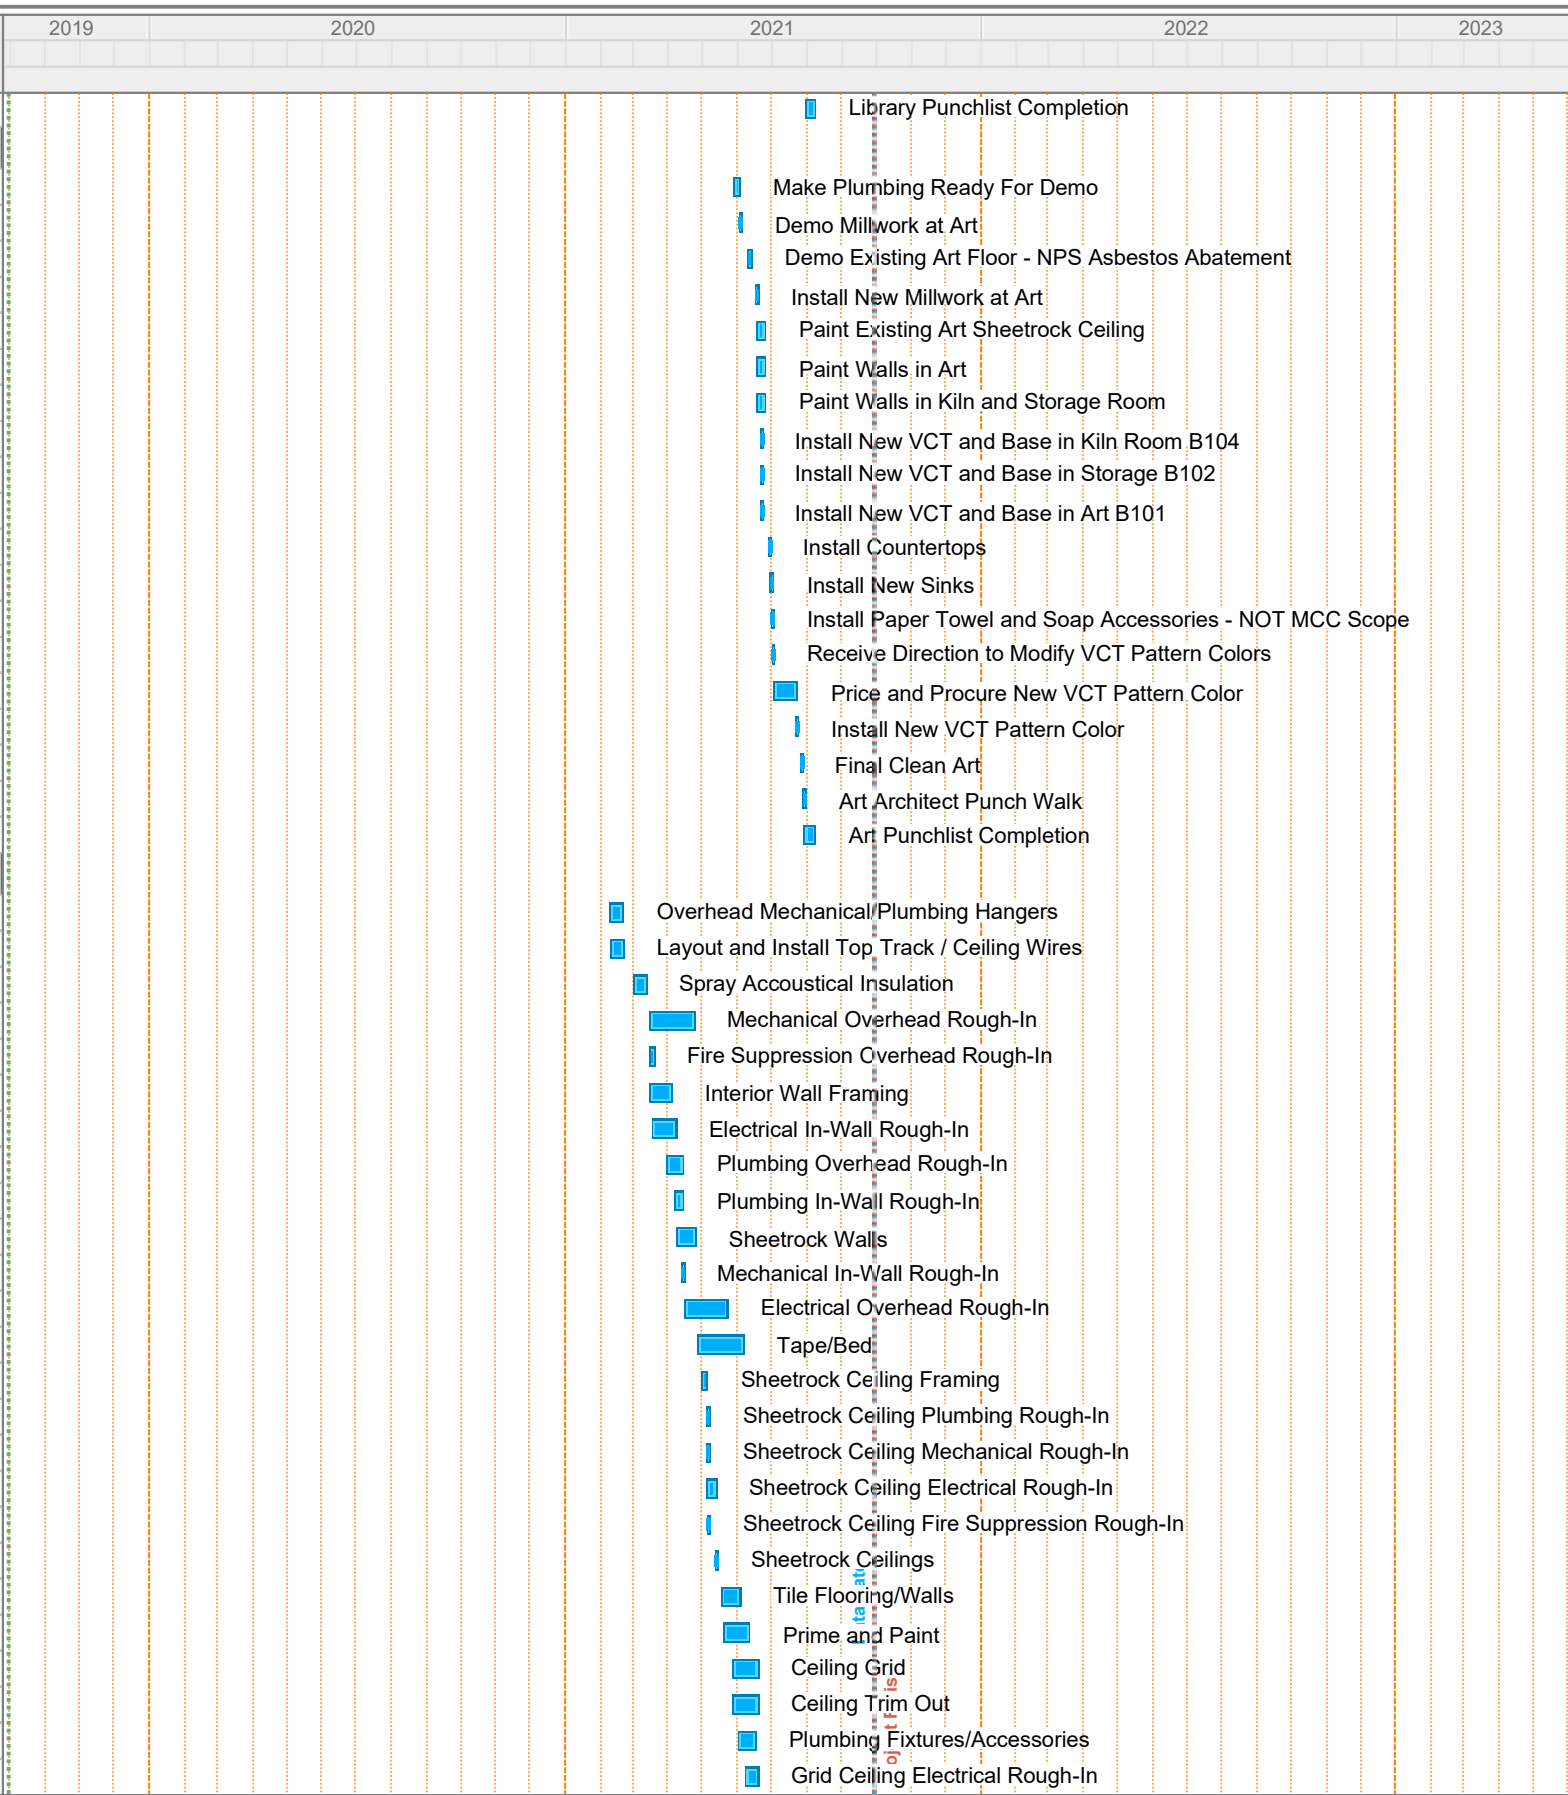 2019 2020 2021 2022 2023
Library Punchlist Completion
Make Plumbing Ready For Demo
Demo Millwork at Art
Demo Existing Art Floor - NPS Asbestos Abatement
Install New Millwork at Art
Paint Existing Art Sheetrock Ceiling
Paint Walls in Art
Paint Walls in Kiln and Storage Room
Install New VCT and Base in Kiln Room B104
Install New VCT and Base in Storage B102
Install New VCT and Base in Art B101
Install Countertops
Install New Sinks
Install Paper Towel and Soap Accessories - NOT MCC Scope
Receive Direction to Modify VCT Pattern Colors
Price and Procure New VCT Pattern Color
Install New VCT Pattern Color
Final Clean Art
Art Architect Punch Walk
Art Punchlist Completion
Overhead Mechanical/Plumbing Hangers
Layout and Install Top Track / Ceiling Wires
Spray Accoustical Insulation
Mechanical Overhead Rough-In
Fire Suppression Overhead Rough-In
Interior Wall Framing
Electrical In-Wall Rough-In
Plumbing Overhead Rough-In
Plumbing In-Wall Rough-In
Sheetrock Walls
Mechanical In-Wall Rough-In
Electrical Overhead Rough-In
Tape/Bed
Sheetrock Ceiling Framing
Sheetrock Ceiling Plumbing Rough-In
Sheetrock Ceiling Mechanical Rough-In
Sheetrock Ceiling Electrical Rough-In
Sheetrock Ceiling Fire Suppression Rough-In
Sheetrock Ceilings
Tile Flooring/Walls
Prime and Paint
Ceiling Grid
Ceiling Trim Out
Plumbing Fixtures/Accessories
Grid Ceiling Electrical Rough-In